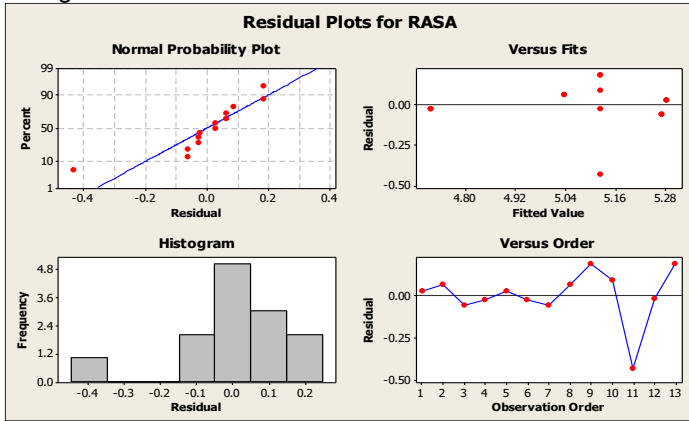 Residual Plots for RASA
Normal Probability Plot
99
90
50
10
1
Percent
-0.4 -0.2 0.0 0.2 0.4
Residual
Versus Fits
0.00
-0.25
-0.50
Residual
4.80 4.92 5.04 5.16 5.28
Fitted Value
Histogram
4.8
3.6
2.4
1.2
0.0
Frequency
-0.4 -0.3 -0.2 -0.1 0.0 0.1 0.2
Residual
Versus Order
0.00
-0.25
-0.50
Residual
1 2 3 4 5 6 7 8 9 10 11 12 13
Observation Order